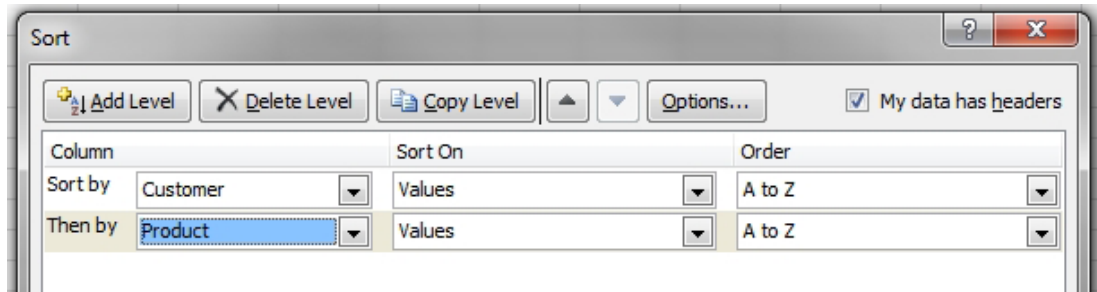 Sort
Add Level Delete Level Copy Level Options... My data has headers
Column Sort On Order
Sort by Customer Values A to Z
Then by Product Values A to Z